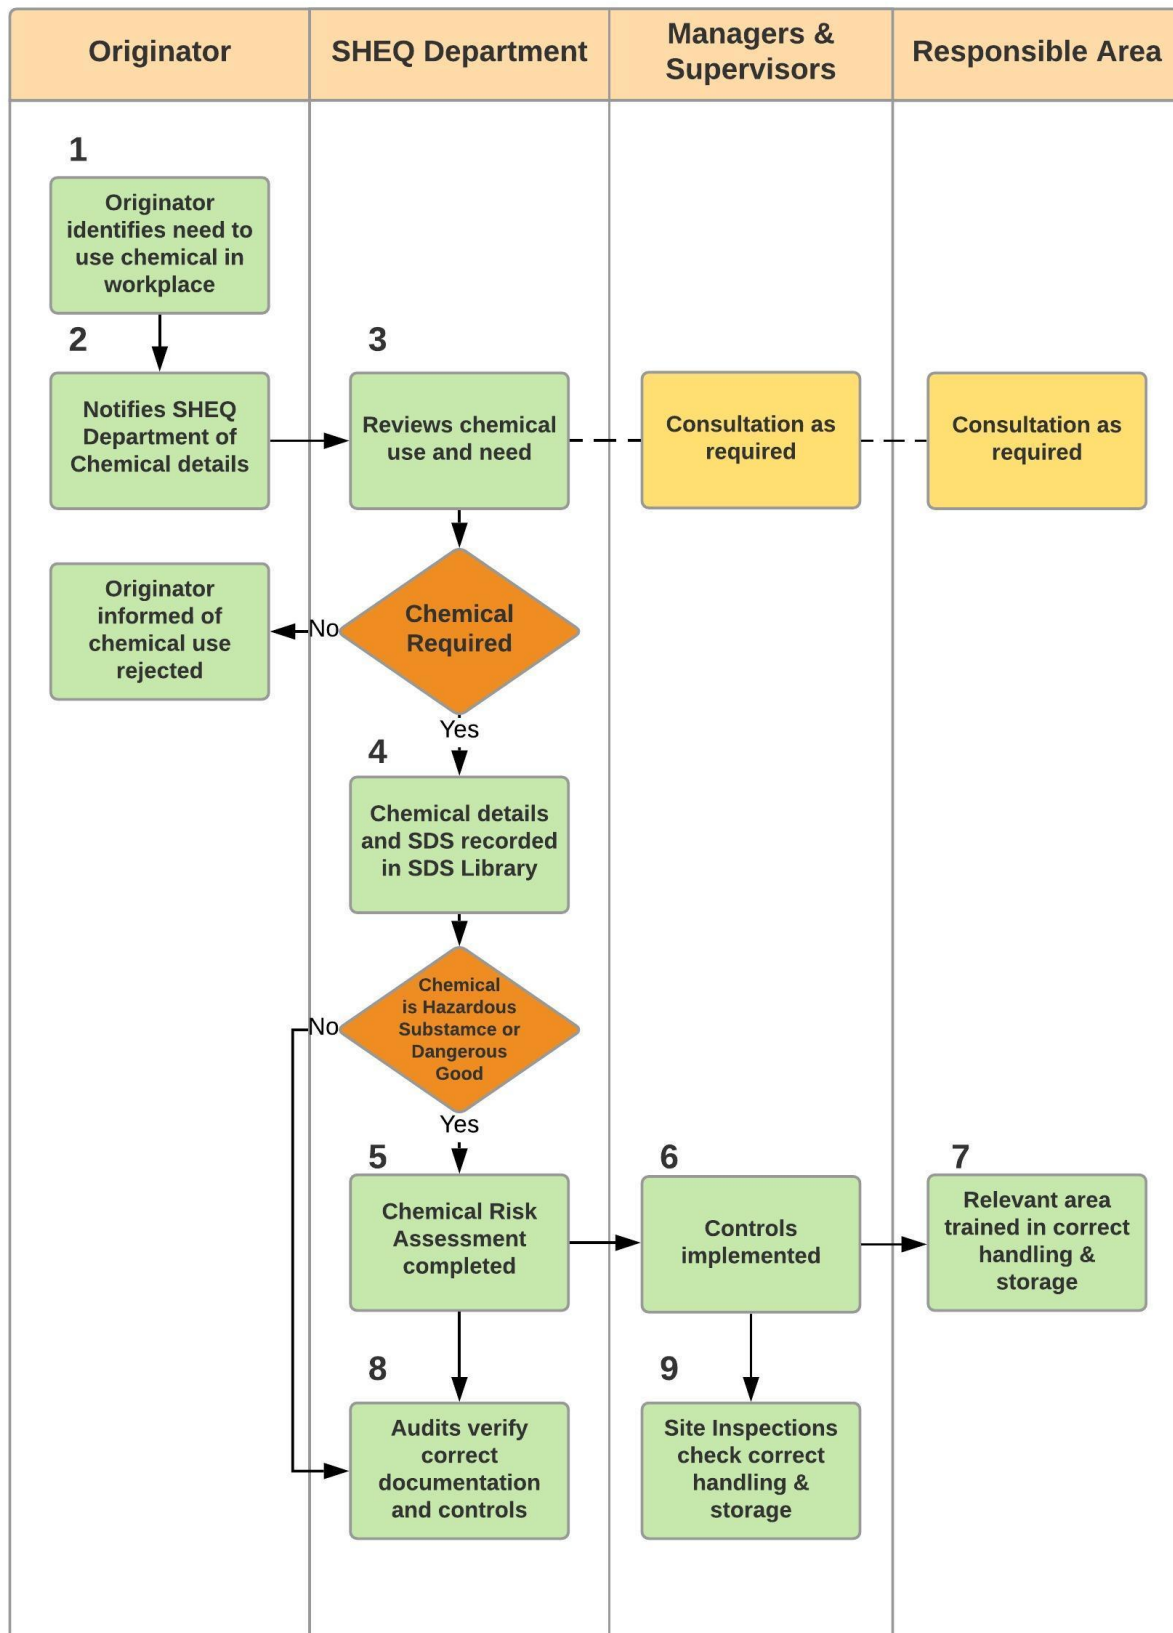 Originator
SHEQ Department
Managers &
Supervisors
Responsible Area
1
Originator
identifies need to
use chemical in
workplace
2
Notifies SHEQ
Department of
Chemical details
3
Reviews chemical
use and need
Consultation as
required
Consultation as
required
Originator
informed of
chemical use
rejected
No
Chemical
Required
Yes
4
Chemical details
and SDS recorded
in SDS Library
No
Chemical
is Hazardous
Substamce or
Dangerous
Good
Yes
5
Chemical Risk
Assessment
completed
6
Controls
implemented
7
Relevant area
trained in correct
handling &
storage
8
Audits verify
correct
documentation
and controls
9
Site Inspections
check correct
handling &
storage